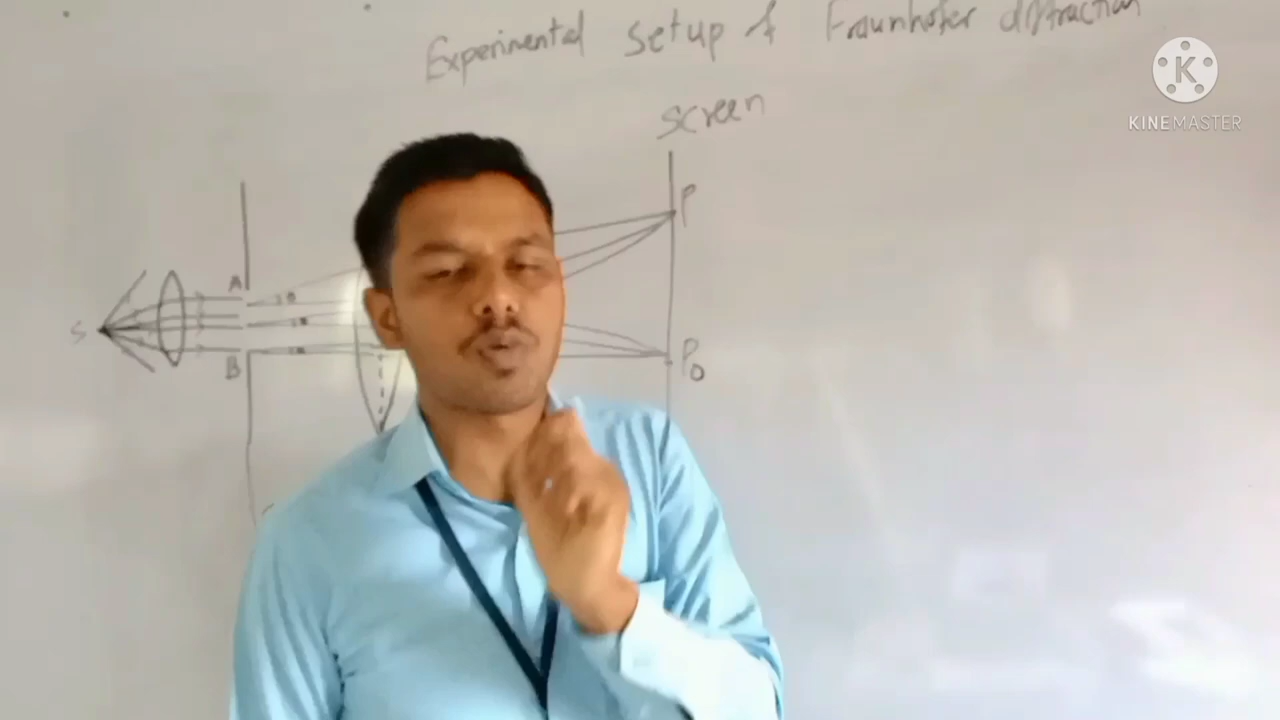 Experimental setup of Fraunhofer diffraction
K
KINEMASTER
screen
P
A
S
B
P0